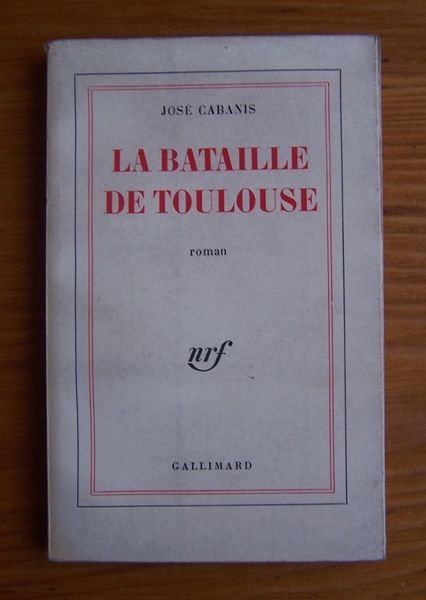 JOSÉ CABANIS
LA BATAILLE
DE TOULOUSE
roman
nrf
GALLIMARD